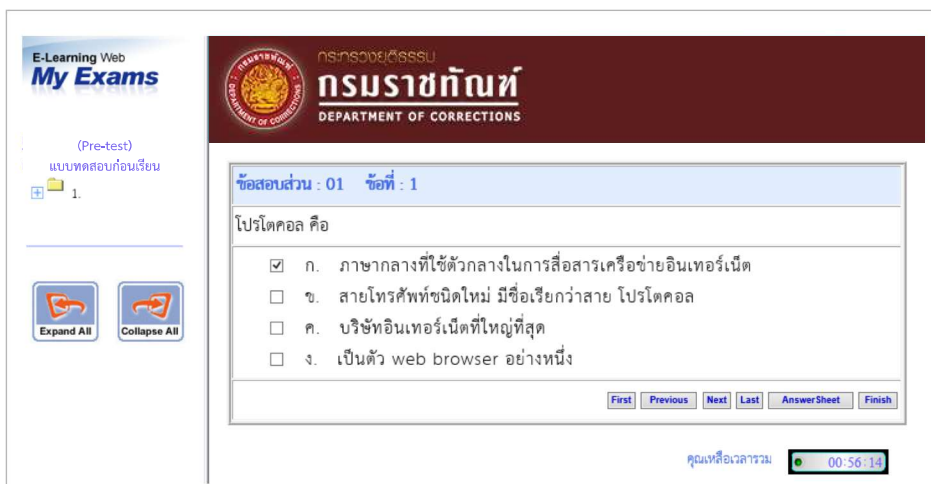 E-Learning Web
My Exams
กระทรวงยุติธรรม
กรมราชทัณฑ์
DEPARTMENT OF CORRECTIONS
(Pre-test)
แบบทดสอบก่อนเรียน
1.
Expand All
Collapse All
ข้อสอบส่วน : 01 ข้อที่ : 1
โปรโตคอล คือ
ก. ภาษากลางที่ใช้ตัวกลางในการสื่อสารเครือข่ายอินเทอร์เน็ต
ข. สายโทรศัพท์ชนิดใหม่ มีชื่อเรียกว่าสาย โปรโตคอล
ค. บริษัทอินเทอร์เน็ตที่ใหญ่ที่สุด
ง. เป็นตัว web browser อย่างหนึ่ง
First Previous Next Last AnswerSheet Finish
คุณเหลือเวลารวม 00:56:14